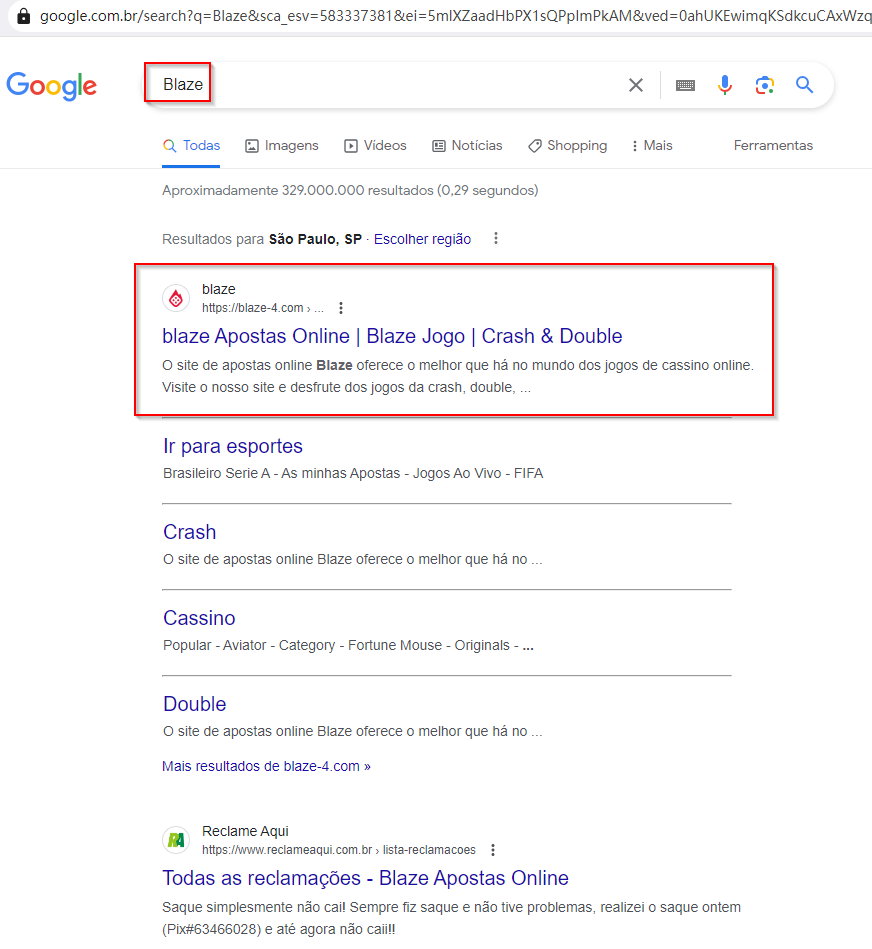 google.com.br/search?q=Blaze&sca_esv=583337381&ei=5mlXZaadHbPX1sQPpImPkAM&ved=0ahUKEwimqKSdkcuCAxWzq
Google
Blaze
Todas Imagens Vídeos Notícias Shopping Mais Ferramentas
Aproximadamente 329.000.000 resultados (0,29 segundos)
Resultados para São Paulo, SP · Escolher região
blaze
https://blaze-4.com › ...
blaze Apostas Online | Blaze Jogo | Crash & Double
O site de apostas online Blaze oferece o melhor que há no mundo dos jogos de cassino online.
Visite o nosso site e desfrute dos jogos da crash, double, ...
Ir para esportes
Brasileiro Serie A - As minhas Apostas - Jogos Ao Vivo - FIFA
Crash
O site de apostas online Blaze oferece o melhor que há no ...
Cassino
Popular - Aviator - Category - Fortune Mouse - Originals - ...
Double
O site de apostas online Blaze oferece o melhor que há no ...
Mais resultados de blaze-4.com »
RA
Reclame Aqui
https://www.reclameaqui.com.br › lista-reclamacoes
Todas as reclamações - Blaze Apostas Online
Saque simplesmente não cai! Sempre fiz saque e não tive problemas, realizei o saque ontem
(Pix#63466028) e até agora não caii!!